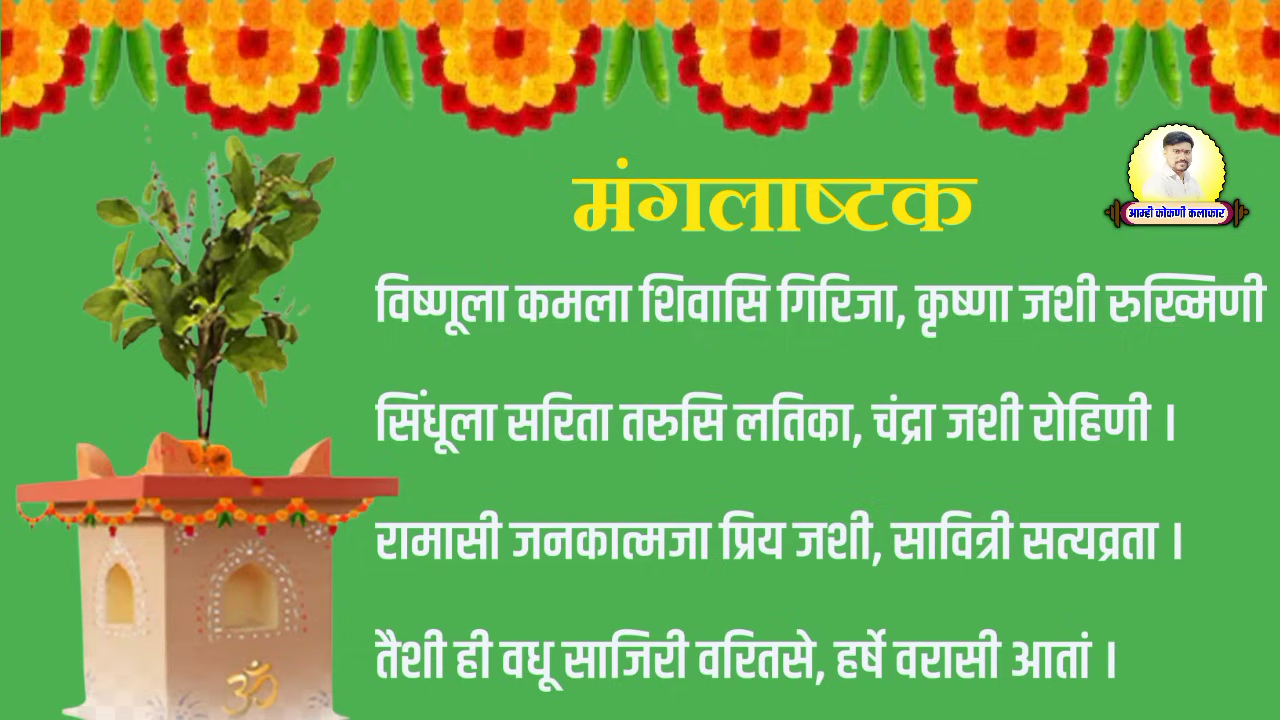 मंगलाष्टक
आम्ही कोकणी कलाकार
विष्णूला कमला शिवासि गिरिजा, कृष्णा जशी रुख्मिणी
सिंधूला सरिता तरुसि लतिका, चंद्रा जशी रोहिणी ।
रामासी जनकात्मजा प्रिय जशी, सावित्री सत्यव्रता ।
तैशी ही वधू साजिरी वरितसे, हर्षे वरासी आतां ।
ॐ